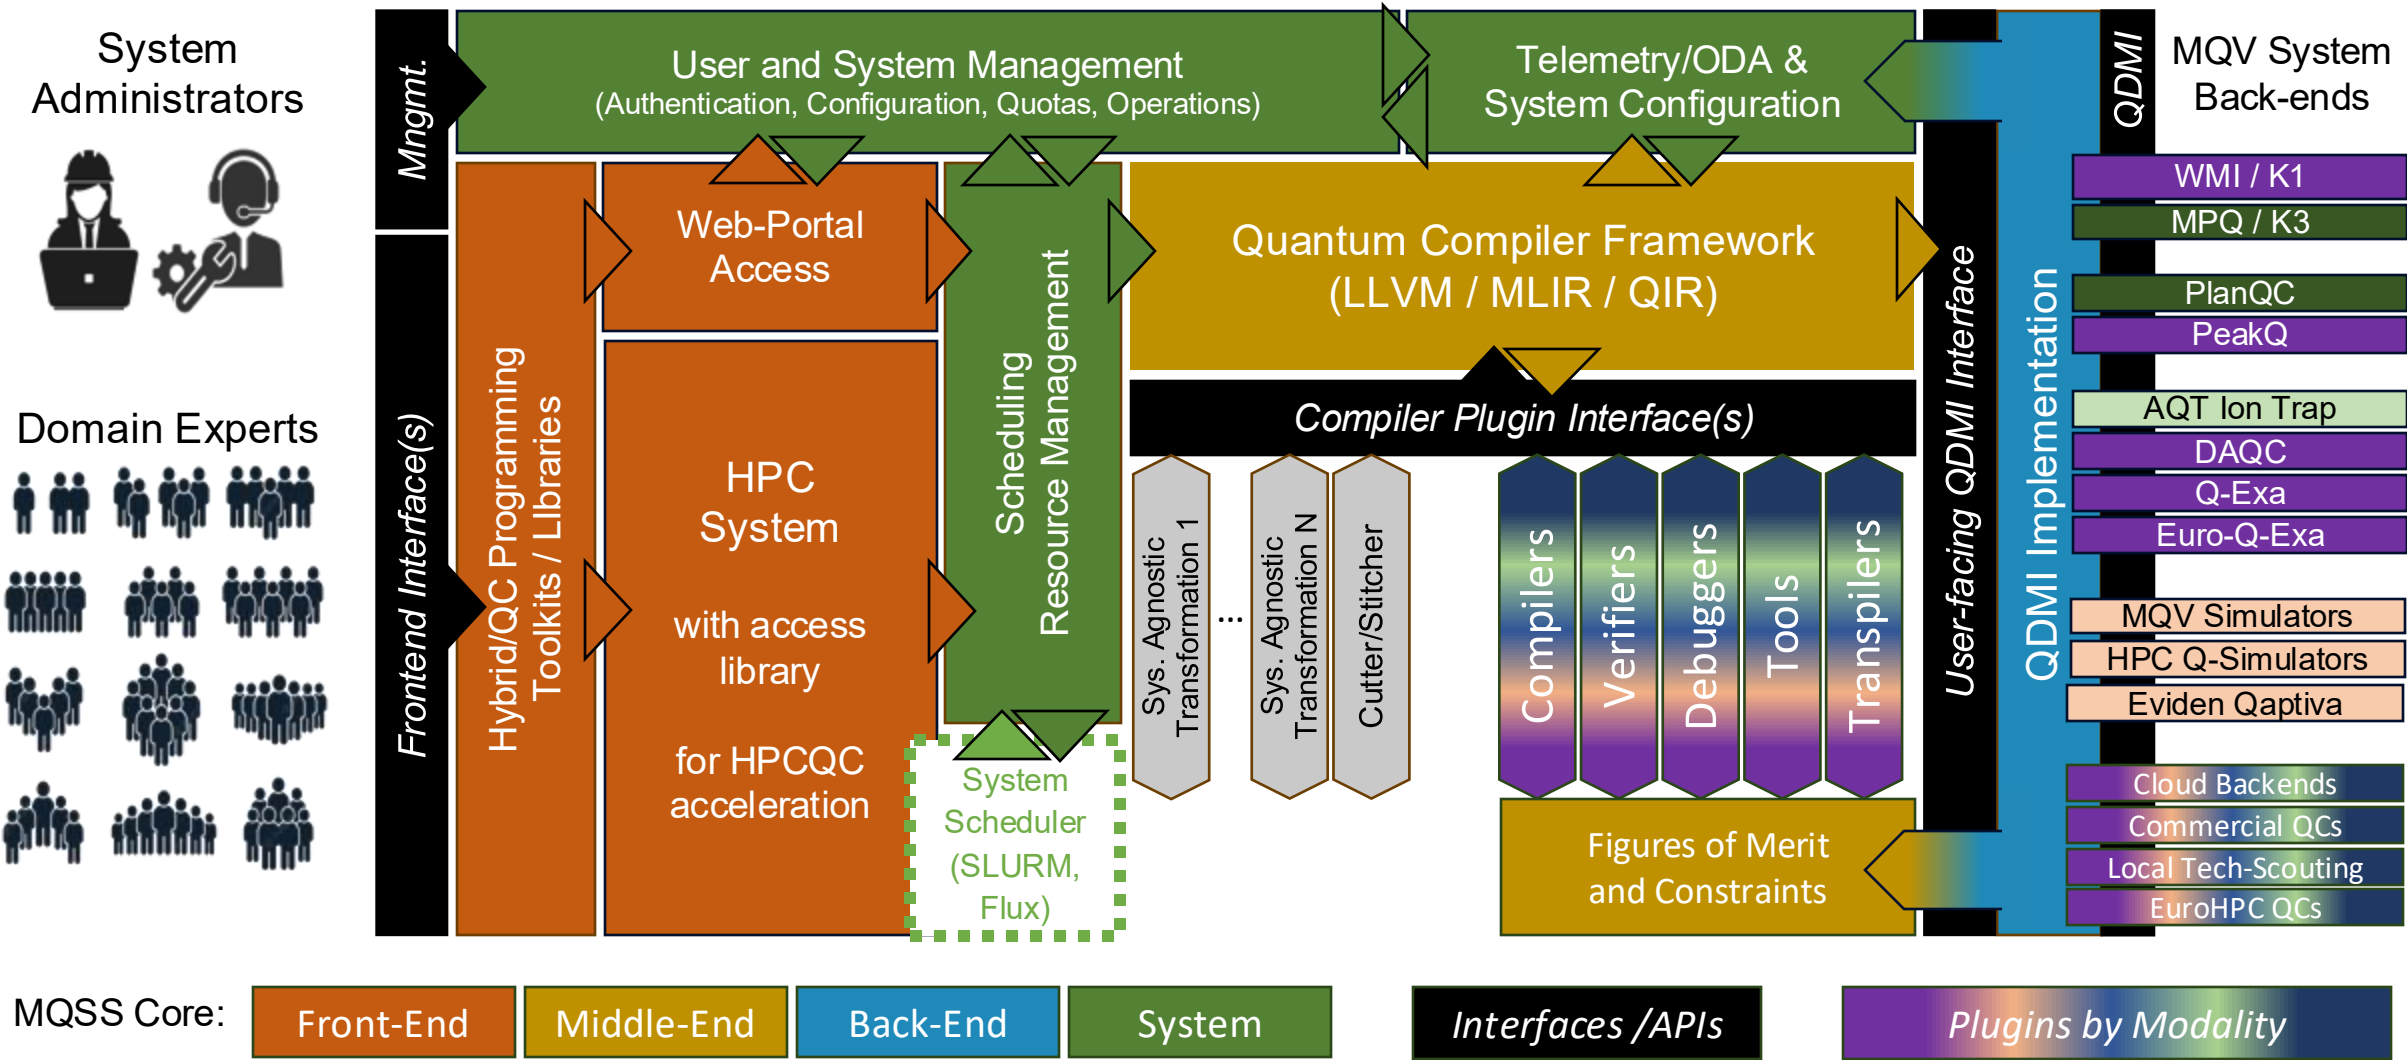 System
Administrators
Domain Experts
Mngmt.
Frontend Interface(s)
User and System Management
(Authentication, Configuration, Quotas, Operations)
Telemetry/ODA &
System Configuration
Hybrid/QC Programming
Toolkits / LIbraries
Web-Portal
Access
HPC
System
with access
library
for HPCQC
acceleration
Scheduling
Resource Management
System
Scheduler
(SLURM,
Flux)
Quantum Compiler Framework
(LLVM / MLIR / QIR)
Compiler Plugin Interface(s)
Sys. Agnostic
Transformation 1
...
Sys. Agnostic
Transformation N
Cutter/Stitcher
Compilers
Verifiers
Debuggers
Tools
Transpilers
Figures of Merit
and Constraints
User-facing QDMI Interface
QDMI Implementation
QDMI
MQV System
Back-ends
WMI / K1
MPQ / K3
PlanQC
PeakQ
AQT Ion Trap
DAQC
Q-Exa
Euro-Q-Exa
MQV Simulators
HPC Q-Simulators
Eviden Qaptiva
Cloud Backends
Commercial QCs
Local Tech-Scouting
EuroHPC QCs
MQSS Core:
Front-End
Middle-End
Back-End
System
Interfaces /APIs
Plugins by Modality